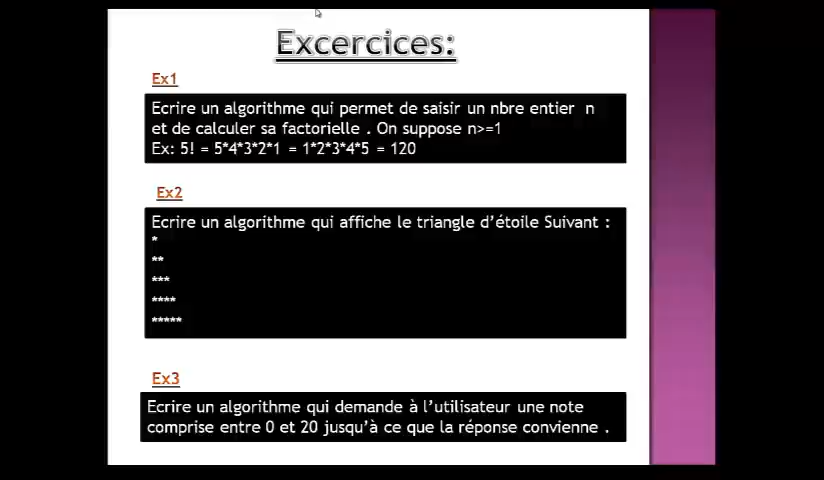 Excercices:
Ex1
Ecrire un algorithme qui permet de saisir un nbre entier n
et de calculer sa factorielle . On suppose n>=1
Ex: 5! = 5*4*3*2*1 = 1*2*3*4*5 = 120
Ex2
Ecrire un algorithme qui affiche le triangle d’étoile Suivant :
*
**
***
****
*****
Ex3
Ecrire un algorithme qui demande à l’utilisateur une note
comprise entre 0 et 20 jusqu’à ce que la réponse convienne .